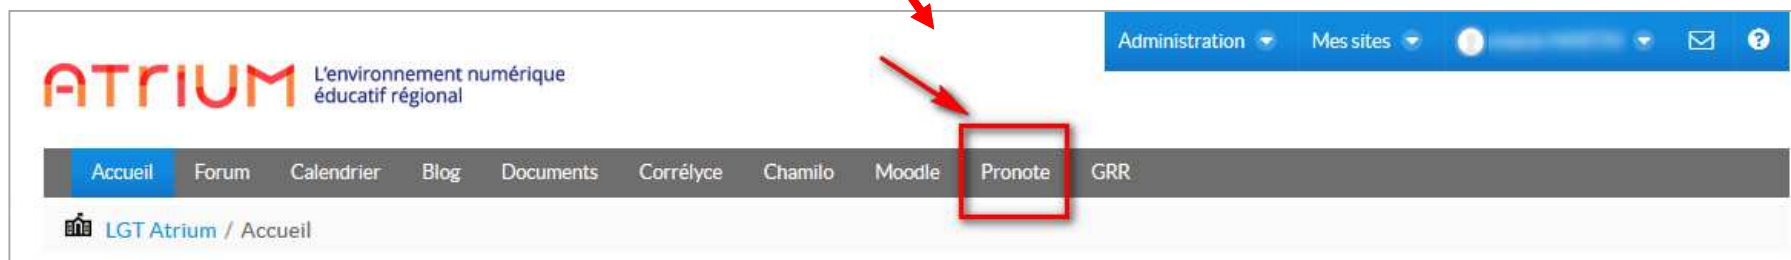 Administration Mes sites
ATrIUM
L'environnement numérique
éducatif régional
Accueil Forum Calendrier Blog Documents Corrélyce Chamilo Moodle Pronote GRR
LGT Atrium / Accueil